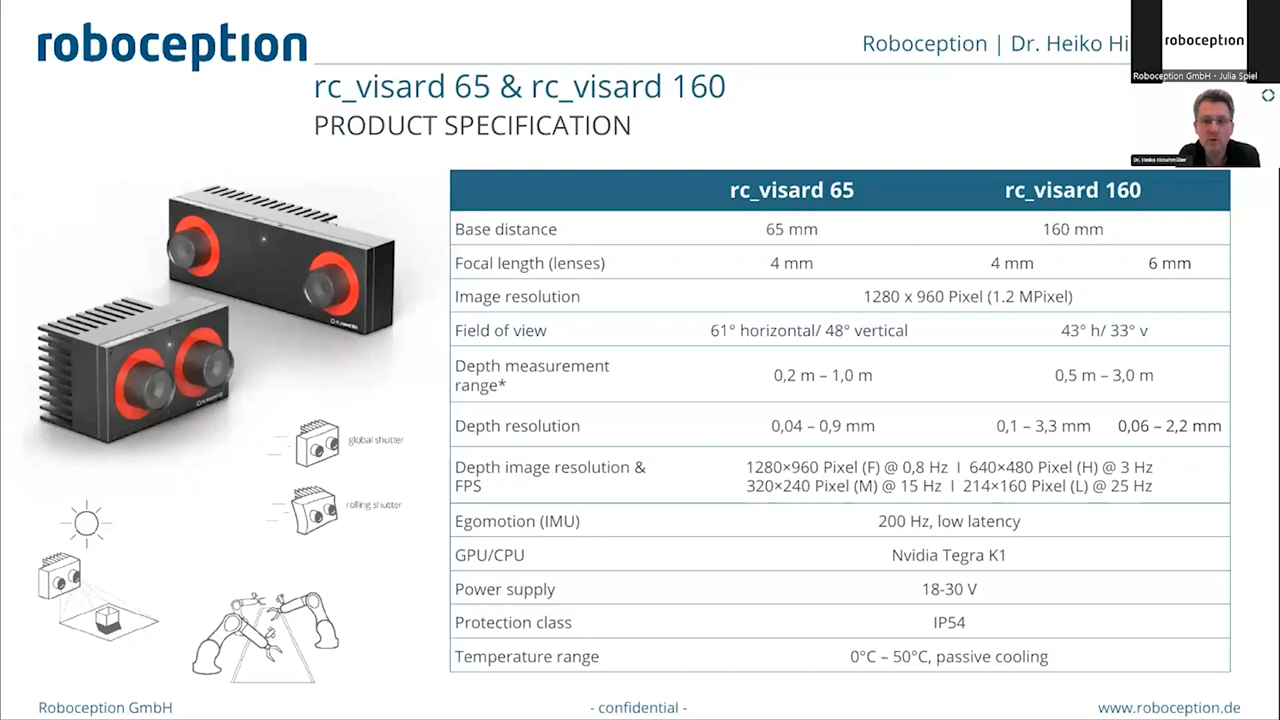 roboception
Roboception | Dr. Heiko Hi
roboception
Roboception GmbH - Julia Spiel
rc_visard 65 & rc_visard 160
PRODUCT SPECIFICATION
Dr. Heiko Hirschmüller
rc_visard 65 rc_visard 160
Base distance 65 mm 160 mm
Focal length (lenses) 4 mm 4 mm 6 mm
Image resolution 1280 x 960 Pixel (1.2 MPixel)
Field of view 61° horizontal/ 48° vertical 43° h/ 33° v
Depth measurement
range* 0,2 m – 1,0 m 0,5 m – 3,0 m
Depth resolution 0,04 – 0,9 mm 0,1 – 3,3 mm 0,06 – 2,2 mm
Depth image resolution & 1280×960 Pixel (F) @ 0,8 Hz I 640×480 Pixel (H) @ 3 Hz
FPS 320×240 Pixel (M) @ 15 Hz I 214×160 Pixel (L) @ 25 Hz
Egomotion (IMU) 200 Hz, low latency
GPU/CPU Nvidia Tegra K1
Power supply 18-30 V
Protection class IP54
Temperature range 0°C – 50°C, passive cooling
global shutter
rolling shutter
Roboception GmbH
- confidential -
www.roboception.de